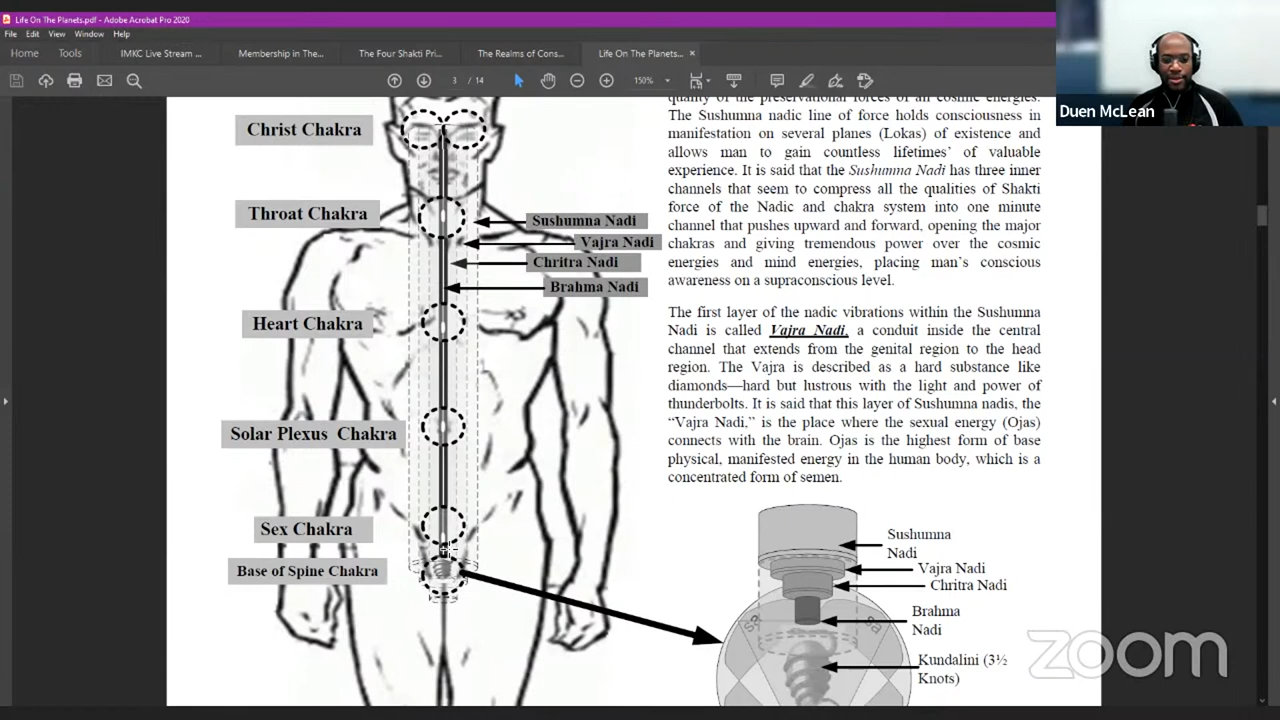 Life On The Planets.pdf - Adobe Acrobat Pro 2020
File Edit View Window Help
Home Tools IMKC Live Stream ... Membership in The... The Four Shakti Pri... The Realms of Cons... Life On The Planets... ×
3 / 14 150%
Duen McLean
Christ Chakra
Throat Chakra
Sushumna Nadi
Vajra Nadi
Chritra Nadi
Brahma Nadi
Heart Chakra
Solar Plexus Chakra
Sex Chakra
Base of Spine Chakra
quality of the preservational forces of all cosmic energies.
The Sushumna nadic line of force holds consciousness in
manifestation on several planes (Lokas) of existence and
allows man to gain countless lifetimes’ of valuable
experience. It is said that the Sushumna Nadi has three inner
channels that seem to compress all the qualities of Shakti
force of the Nadic and chakra system into one minute
channel that pushes upward and forward, opening the major
chakras and giving tremendous power over the cosmic
energies and mind energies, placing man’s conscious
awareness on a supraconscious level.
The first layer of the nadic vibrations within the Sushumna
Nadi is called Vajra Nadi, a conduit inside the central
channel that extends from the genital region to the head
region. The Vajra is described as a hard substance like
diamonds—hard but lustrous with the light and power of
thunderbolts. It is said that this layer of Sushumna nadis, the
“Vajra Nadi,” is the place where the sexual energy (Ojas)
connects with the brain. Ojas is the highest form of base
physical, manifested energy in the human body, which is a
concentrated form of semen.
Sushumna
Nadi
Vajra Nadi
Chritra Nadi
Brahma
Nadi
sa
sa
Kundalini (3½
Knots)
zoom